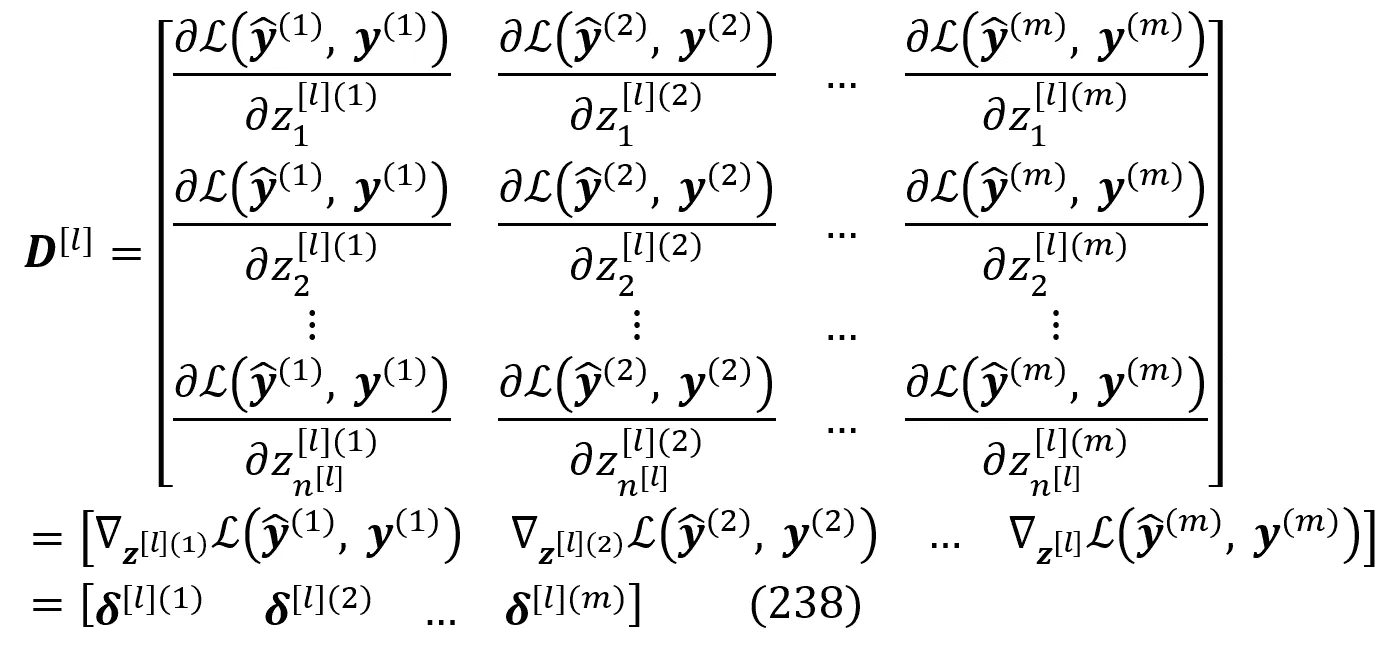 𝑫^[l] = [ ∂ℒ(ŷ^(1), y^(1))/∂z_1^[l](1)   ∂ℒ(ŷ^(2), y^(2))/∂z_1^[l](2)   …   ∂ℒ(ŷ^(m), y^(m))/∂z_1^[l](m)
∂ℒ(ŷ^(1), y^(1))/∂z_2^[l](1)   ∂ℒ(ŷ^(2), y^(2))/∂z_2^[l](2)   …   ∂ℒ(ŷ^(m), y^(m))/∂z_2^[l](m)
⋮   ⋮   …   ⋮
∂ℒ(ŷ^(1), y^(1))/∂z_{n^[l]}^[l](1)   ∂ℒ(ŷ^(2), y^(2))/∂z_{n^[l]}^[l](2)   …   ∂ℒ(ŷ^(m), y^(m))/∂z_{n^[l]}^[l](m) ]
= [∇_{z^[l](1)}ℒ(ŷ^(1), y^(1))   ∇_{z^[l](2)}ℒ(ŷ^(2), y^(2))   …   ∇_{z^[l]}ℒ(ŷ^(m), y^(m))]
= [δ^[l](1)   δ^[l](2)   …   δ^[l](m)]   (238)